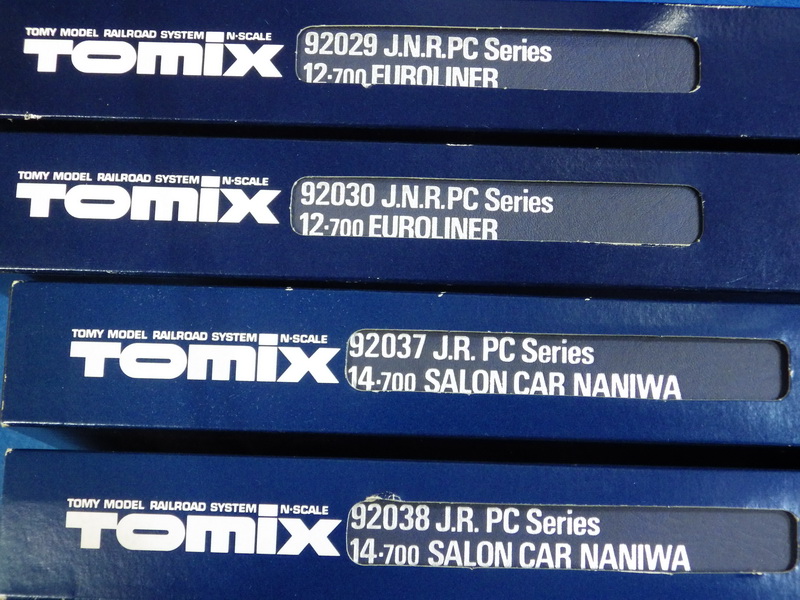 TOMY MODEL RAILROAD SYSTEM N·SCALE
TOMIX
92029 J.N.R.PC Series
12·700 EUROLINER
TOMY MODEL RAILROAD SYSTEM N·SCALE
TOMIX
92030 J.N.R.PC Series
12·700 EUROLINER
TOMY MODEL RAILROAD SYSTEM N·SCALE
TOMIX
92037 J.R. PC Series
14·700 SALON CAR NANIWA
TOMY MODEL RAILROAD SYSTEM N·SCALE
TOMIX
92038 J.R. PC Series
14·700 SALON CAR NANIWA